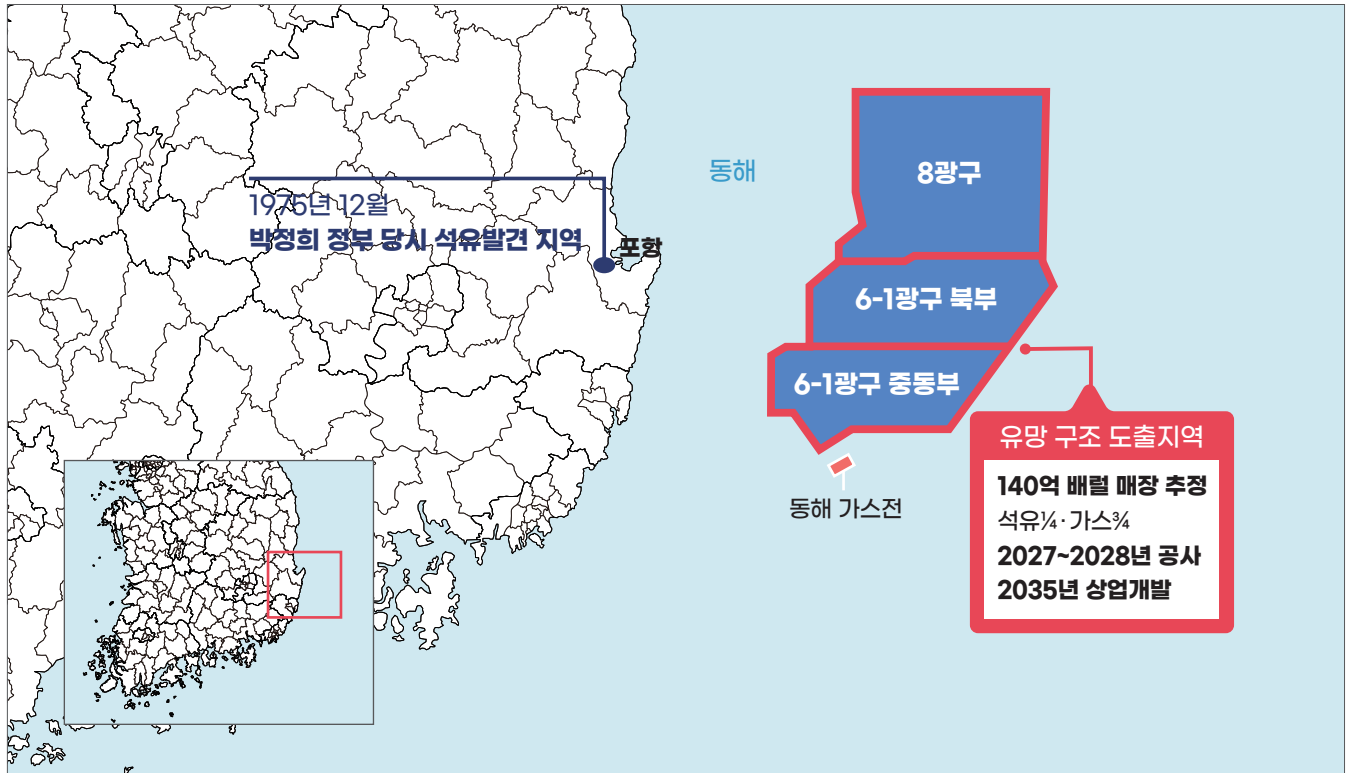 동해
8광구
1975년 12월
박정희 정부 당시 석유발견 지역
포항
6-1광구 북부
6-1광구 중동부
유망 구조 도출지역
140억 배럴 매장 추정
석유¼·가스¾
2027~2028년 공사
2035년 상업개발
동해 가스전